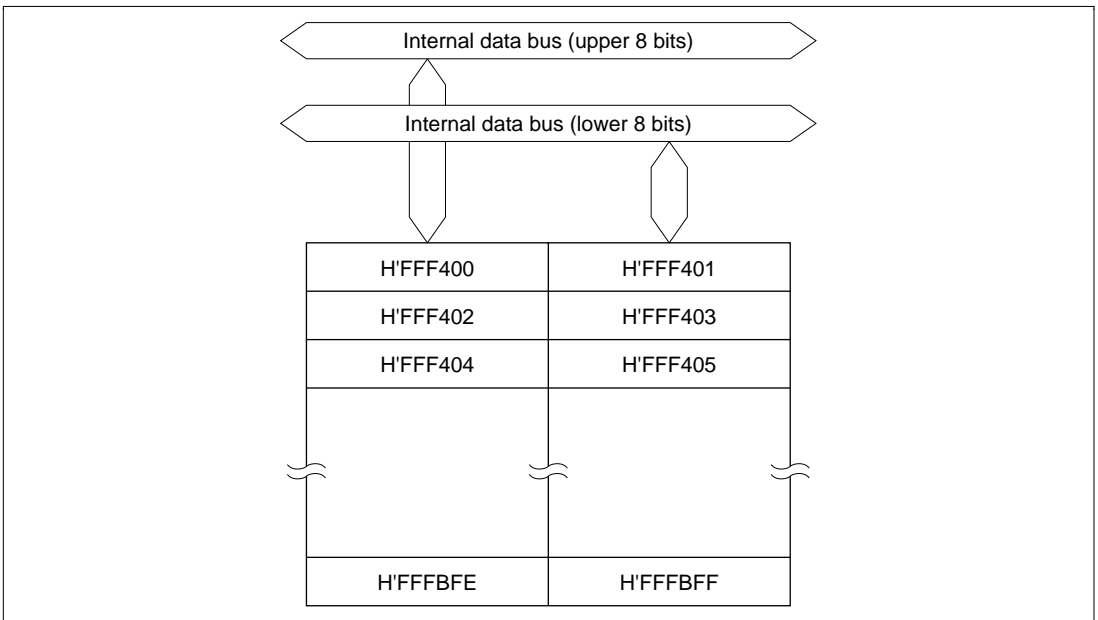 Internal data bus (upper 8 bits)
Internal data bus (lower 8 bits)
H'FFF400 H'FFF401
H'FFF402 H'FFF403
H'FFF404 H'FFF405
H'FFFBFE H'FFFBFF